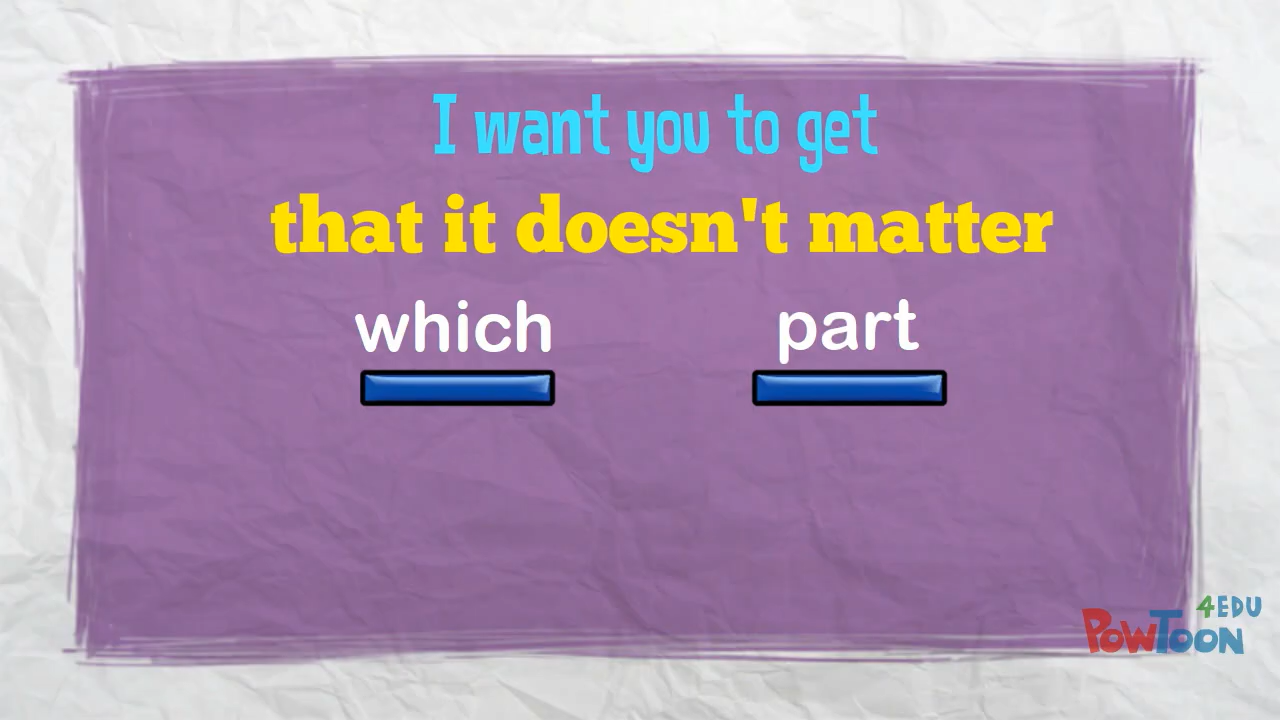 I want you to get
that it doesn't matter
which part
4EDU
POWTOON